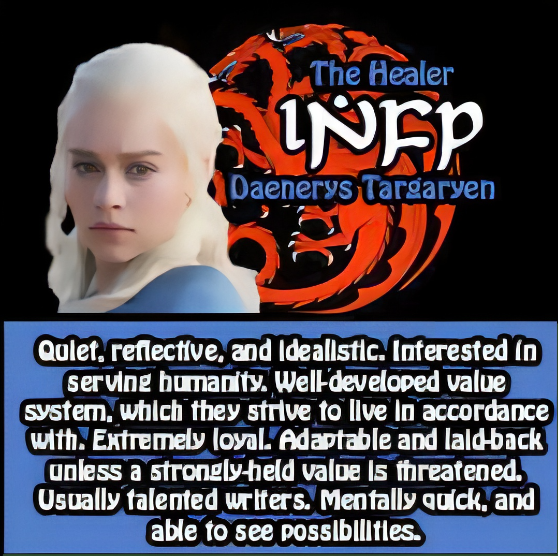 The Healer
INFP
Daenerys Targaryen
Quiet, reflective, and idealistic. Interested in
serving humanity. Well-developed value
system, which they strive to live in accordance
with. Extremely loyal. Adaptable and laid-back
unless a strongly-held value is threatened.
Usually talented writers. Mentally quick, and
able to see possibilities.